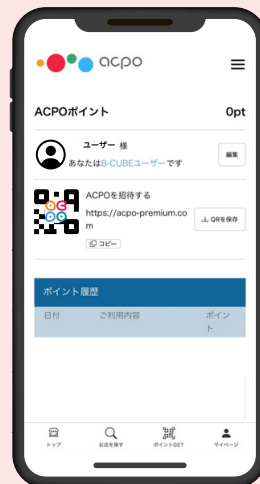 acpo
ACPOポイント 0pt
ユーザー 様
あなたはB-CUBEユーザーです
編集
ACPOを招待する
https://acpo-premium.co
m
QRを保存
コピー
ポイント履歴
日付 ご利用内容 ポイン
ト
トップ お店を探す ポイントGET マイページ